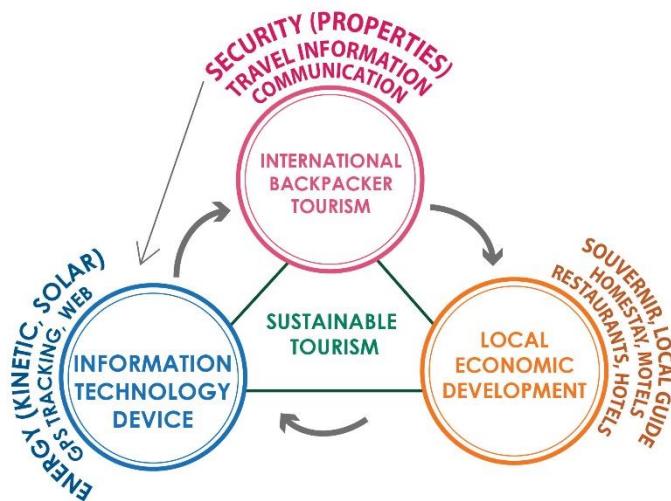 SECURITY (PROPERTIES)
TRAVEL INFORMATION
COMMUNICATION
INTERNATIONAL
BACKPACKER
TOURISM
ENERGY (KINETIC, SOLAR)
GPS TRACKING, WEB
INFORMATION
TECHNOLOGY
DEVICE
SUSTAINABLE
TOURISM
LOCAL
ECONOMIC
DEVELOPMENT
SOUVERNIR, LOCAL GUIDE
HOMESTAY, MOTELS
RESTAURANTS, HOTELS